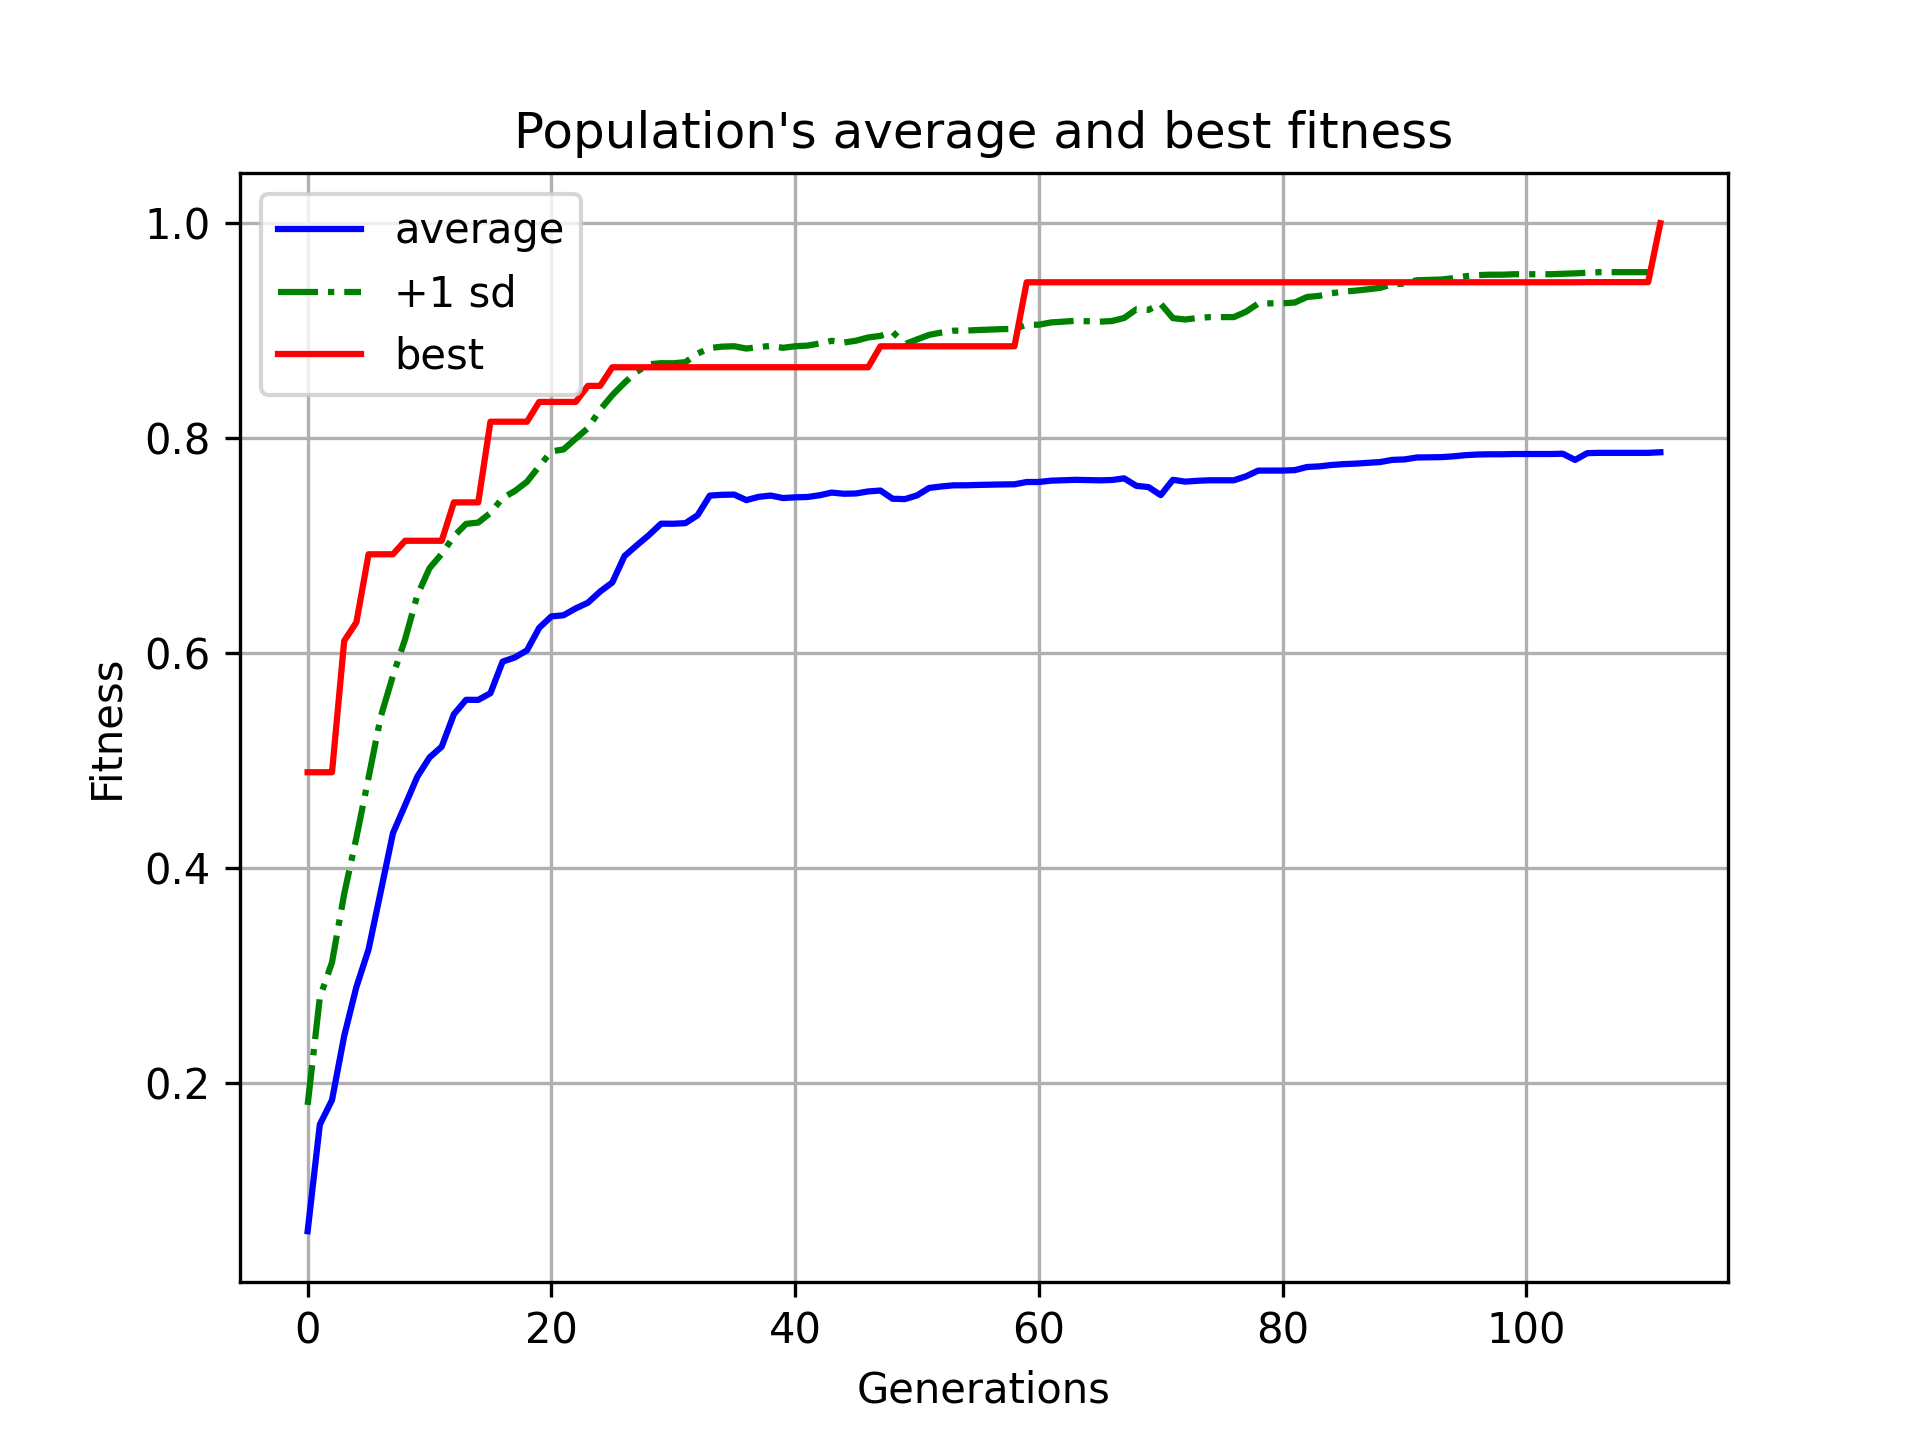 Population's average and best fitness
average
+1 sd
best
1.0
0.8
0.6
0.4
0.2
Fitness
0 20 40 60 80 100
Generations